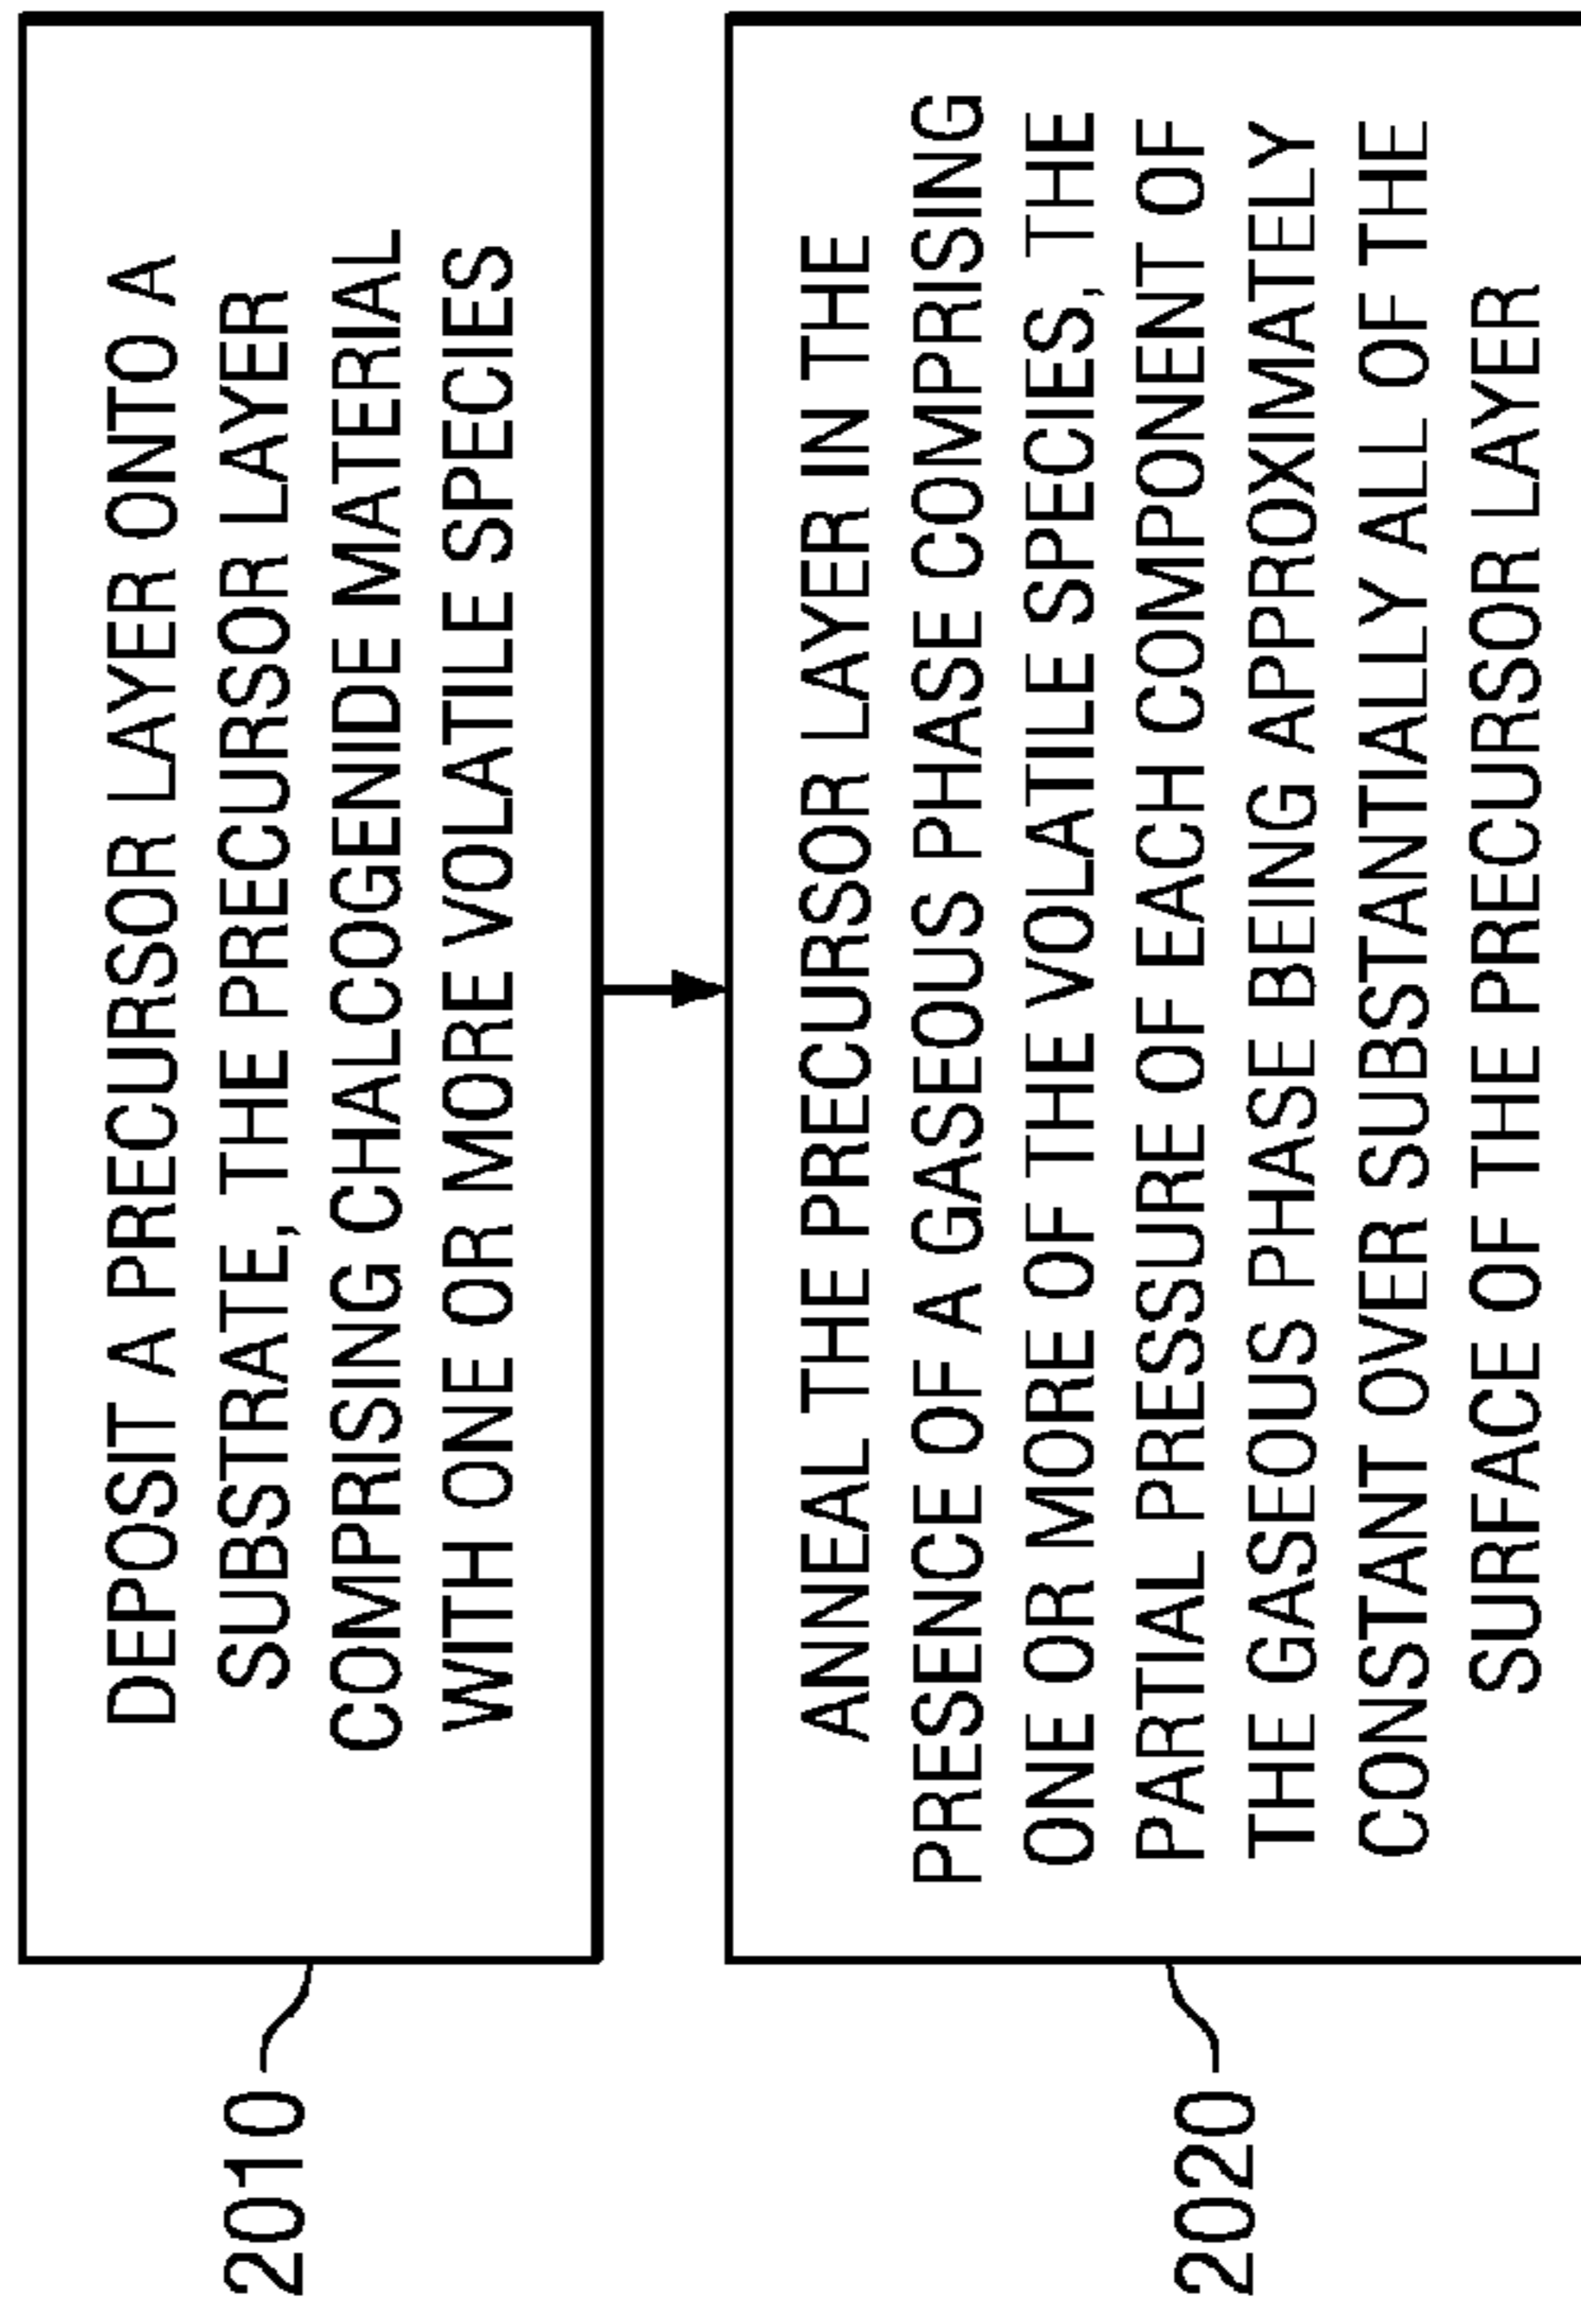 2010
DEPOSIT A PRECURSOR LAYER ONTO A
SUBSTRATE, THE PRECURSOR LAYER
COMPRISING CHALCOGENIDE MATERIAL
WITH ONE OR MORE VOLATILE SPECIES
2020
ANNEAL THE PRECURSOR LAYER IN THE
PRESENCE OF A GASEOUS PHASE COMPRISING
ONE OR MORE OF THE VOLATILE SPECIES, THE
PARTIAL PRESSURE OF EACH COMPONENT OF
THE GASEOUS PHASE BEING APPROXIMATELY
CONSTANT OVER SUBSTANTIALLY ALL OF THE
SURFACE OF THE PRECURSOR LAYER